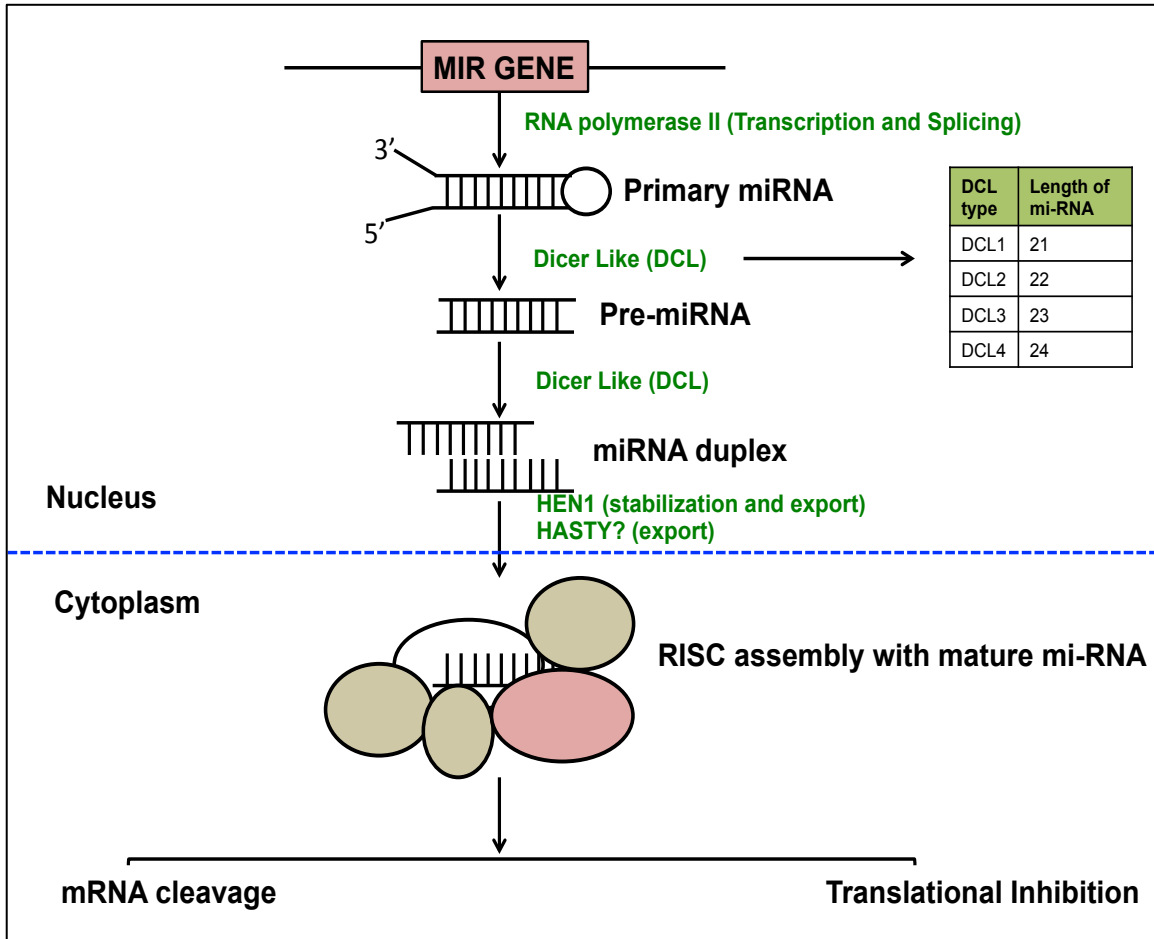 MIR GENE
RNA polymerase II (Transcription and Splicing)
3’
Primary miRNA
5’
Dicer Like (DCL)
DCL type Length of mi-RNA
DCL1 21
DCL2 22
DCL3 23
DCL4 24
Pre-miRNA
Dicer Like (DCL)
miRNA duplex
Nucleus
HEN1 (stabilization and export)
HASTY? (export)
Cytoplasm
RISC assembly with mature mi-RNA
mRNA cleavage
Translational Inhibition